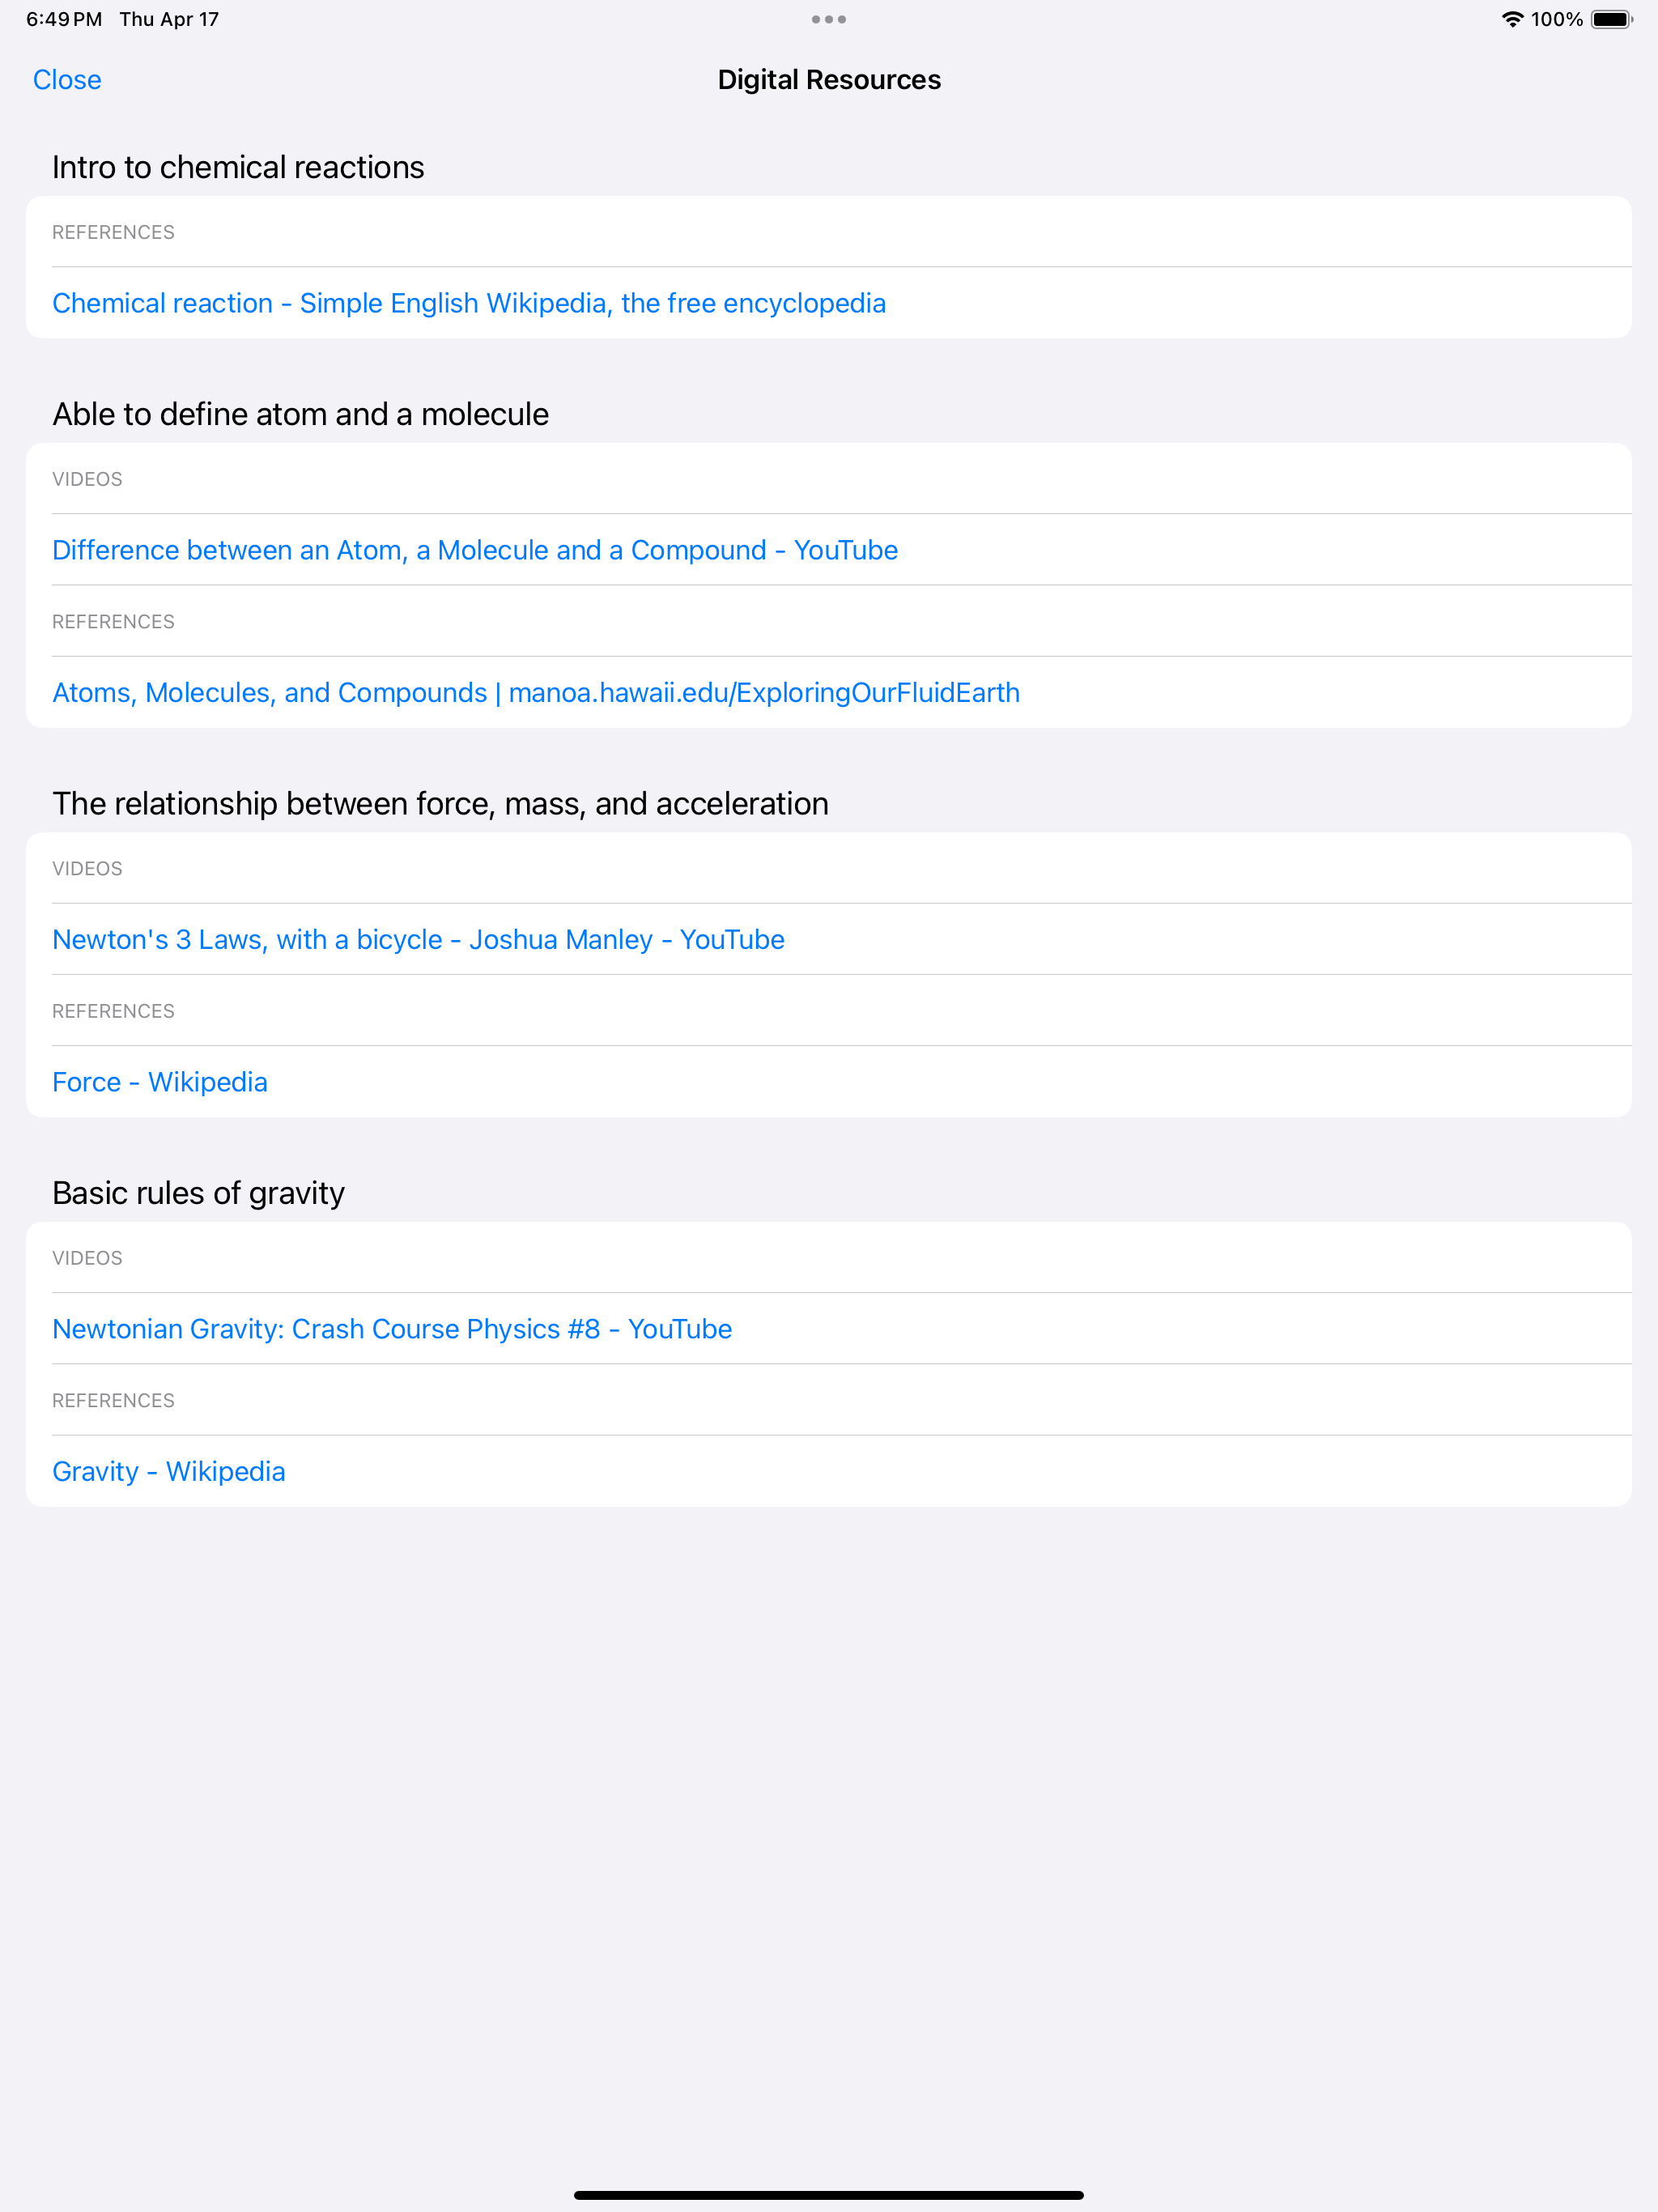 6:49 PM Thu Apr 17
100%
Close
Digital Resources
Intro to chemical reactions
REFERENCES
Chemical reaction - Simple English Wikipedia, the free encyclopedia
Able to define atom and a molecule
VIDEOS
Difference between an Atom, a Molecule and a Compound - YouTube
REFERENCES
Atoms, Molecules, and Compounds | manoa.hawaii.edu/ExploringOurFluidEarth
The relationship between force, mass, and acceleration
VIDEOS
Newton's 3 Laws, with a bicycle - Joshua Manley - YouTube
REFERENCES
Force - Wikipedia
Basic rules of gravity
VIDEOS
Newtonian Gravity: Crash Course Physics #8 - YouTube
REFERENCES
Gravity - Wikipedia